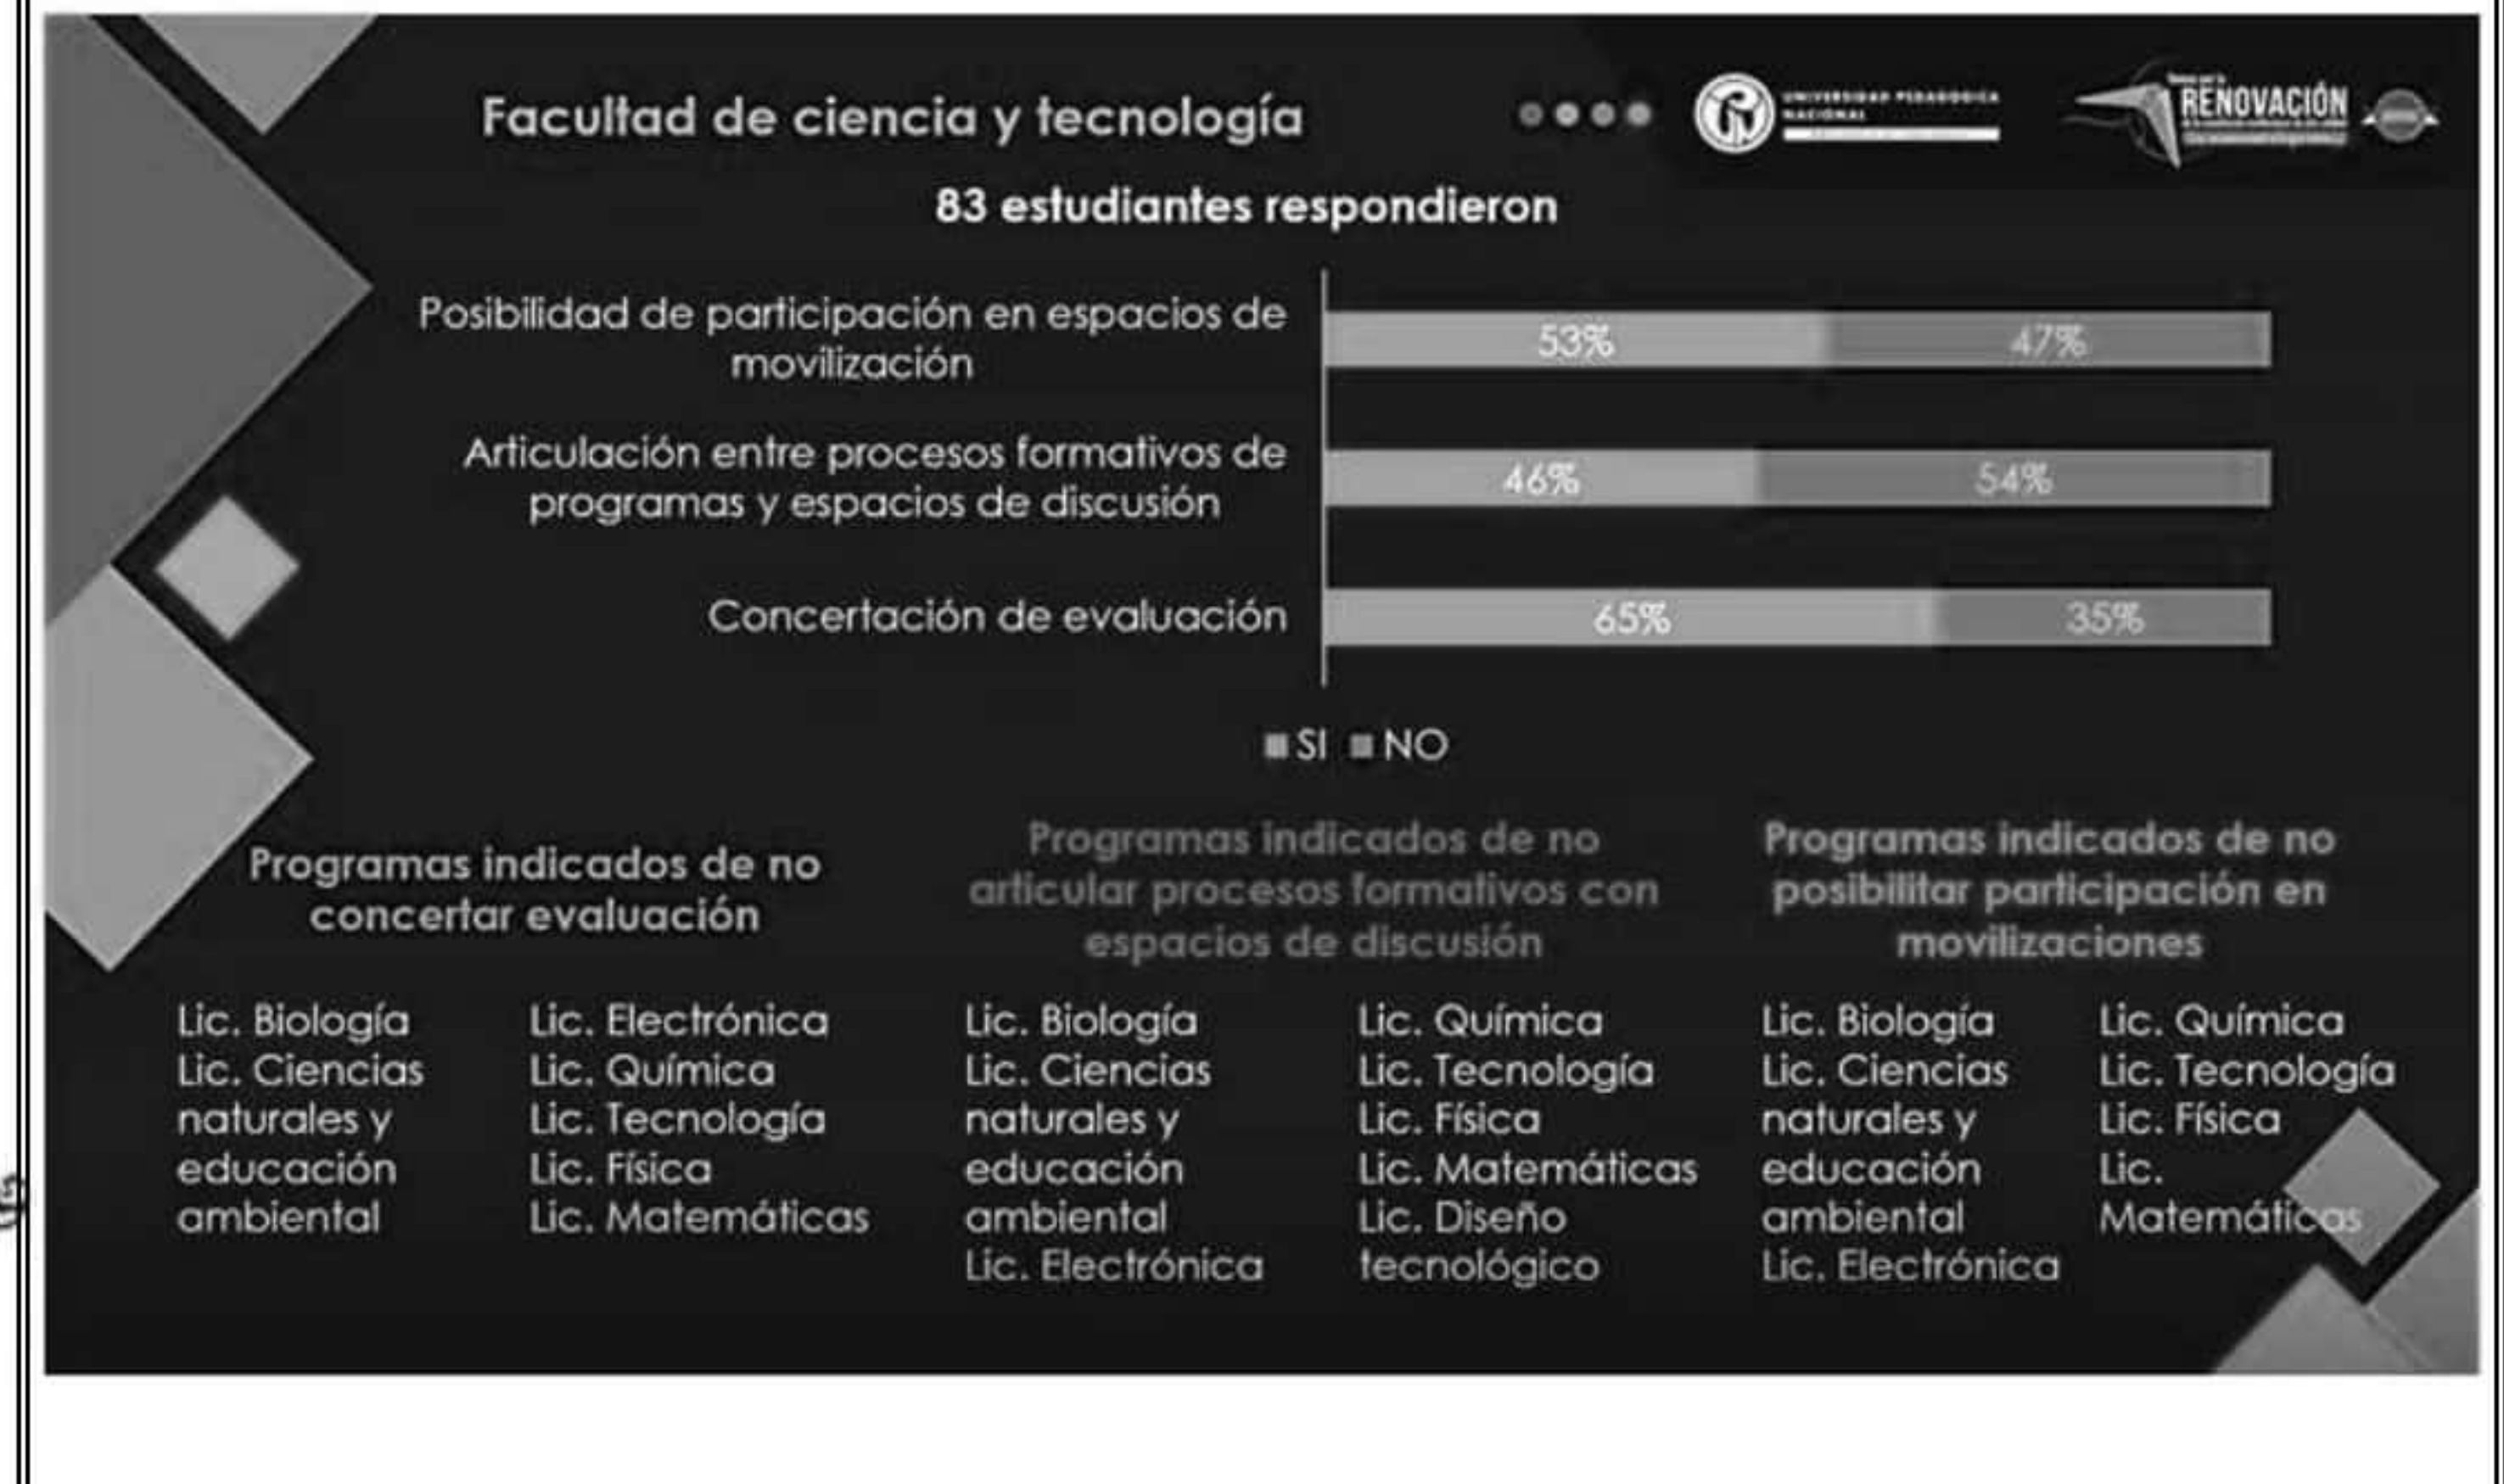 Facultad de ciencia y tecnología
UNIVERSIDAD PEDAGOGICA
NACIONAL
RENOVACIÓN
83 estudiantes respondieron
Posibilidad de participación en espacios de
movilización
53%
47%
Articulación entre procesos formativos de
programas y espacios de discusión
46%
54%
Concertación de evaluación
65%
35%
SI NO
Programas indicados de no
concertar evaluación
Lic. Biología
Lic. Ciencias
naturales y
educación
ambiental
Lic. Electrónica
Lic. Química
Lic. Tecnología
Lic. Física
Lic. Matemáticas
Programas indicados de no
articular procesos formativos con
espacios de discusión
Lic. Biología
Lic. Ciencias
naturales y
educación
ambiental
Lic. Electrónica
Lic. Química
Lic. Tecnología
Lic. Física
Lic. Matemáticas
Lic. Diseño
tecnológico
Programas indicados de no
posibilitar participación en
movilizaciones
Lic. Biología
Lic. Ciencias
naturales y
educación
ambiental
Lic. Electrónica
Lic. Química
Lic. Tecnología
Lic. Física
Lic.
Matemáticas